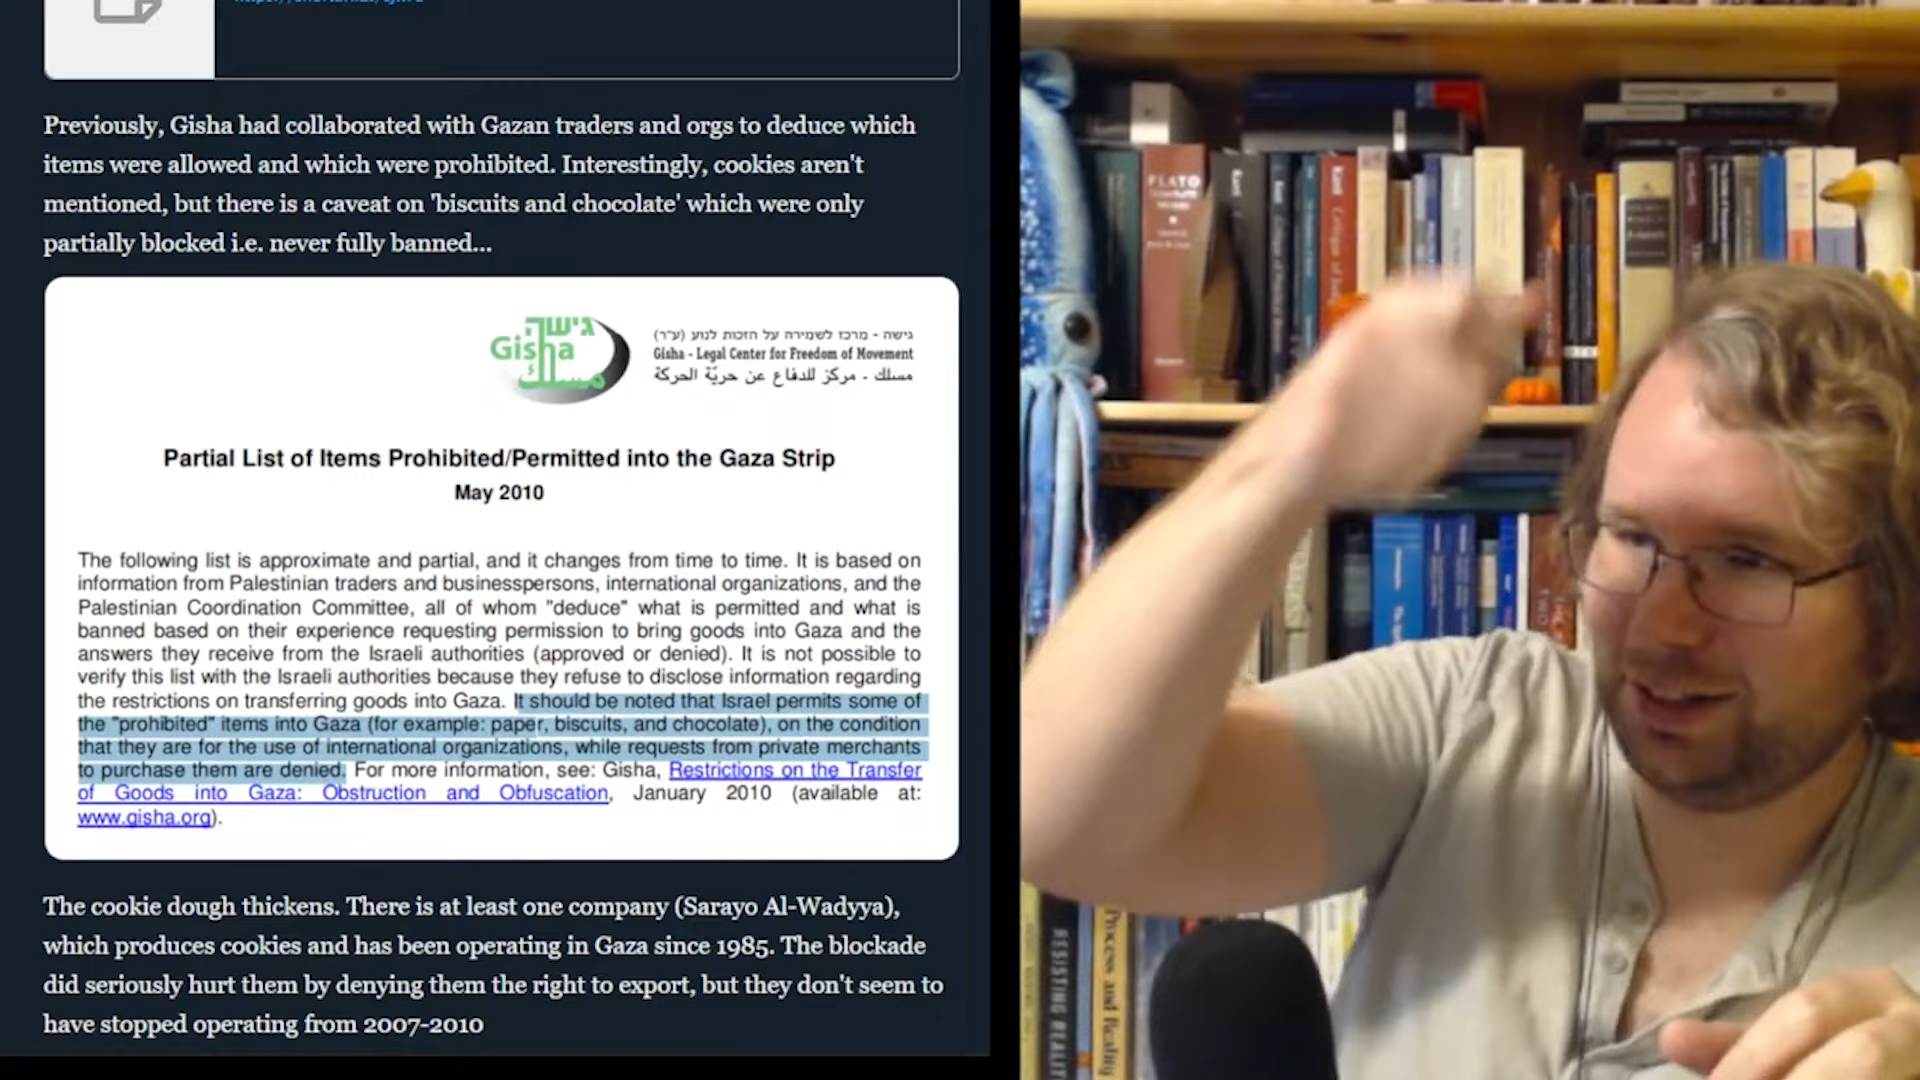 Previously, Gisha had collaborated with Gazan traders and orgs to deduce which
items were allowed and which were prohibited. Interestingly, cookies aren't
mentioned, but there is a caveat on 'biscuits and chocolate' which were only
partially blocked i.e. never fully banned...
גישה
Gisha
مسلك
גישה - מרכז לשמירה על הזכות לנוע (ע״ר)
Gisha - Legal Center for Freedom of Movement
مسلك - مركز للدفاع عن حريّة الحركة
Partial List of Items Prohibited/Permitted into the Gaza Strip
May 2010
The following list is approximate and partial, and it changes from time to time. It is based on
information from Palestinian traders and businesspersons, international organizations, and the
Palestinian Coordination Committee, all of whom "deduce" what is permitted and what is
banned based on their experience requesting permission to bring goods into Gaza and the
answers they receive from the Israeli authorities (approved or denied). It is not possible to
verify this list with the Israeli authorities because they refuse to disclose information regarding
the restrictions on transferring goods into Gaza. It should be noted that Israel permits some of
the "prohibited" items into Gaza (for example: paper, biscuits, and chocolate), on the condition
that they are for the use of international organizations, while requests from private merchants
to purchase them are denied. For more information, see: Gisha, Restrictions on the Transfer
of Goods into Gaza: Obstruction and Obfuscation, January 2010 (available at:
www.gisha.org).
The cookie dough thickens. There is at least one company (Sarayo Al-Wadyya),
which produces cookies and has been operating in Gaza since 1985. The blockade
did seriously hurt them by denying them the right to export, but they don't seem to
have stopped operating from 2007-2010
PLATO
Kant
Kant
RESISTING REALITY
Process and Reality